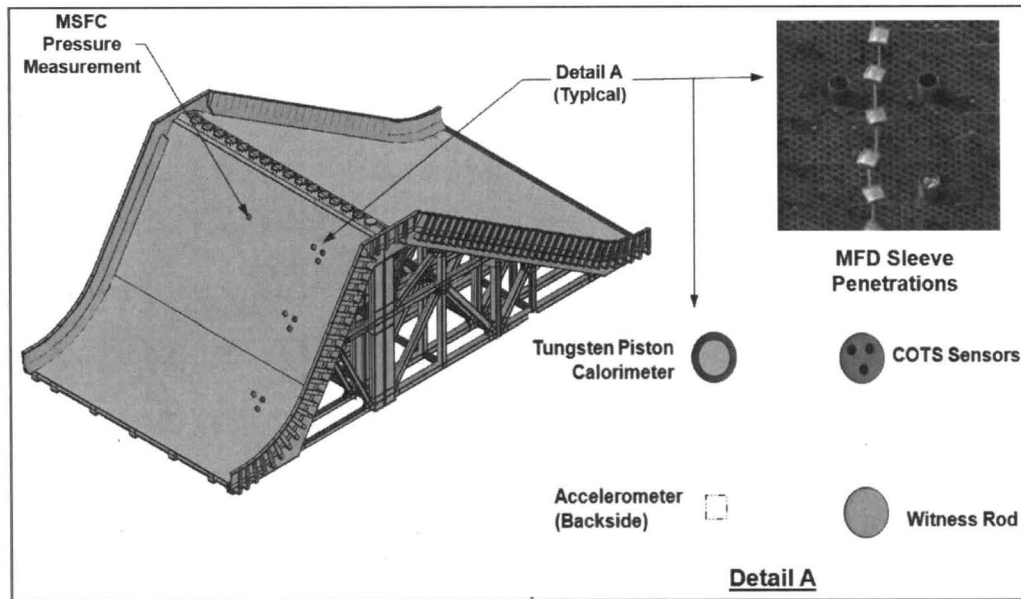 MSFC
Pressure
Measurement
Detail A
(Typical)
MFD Sleeve
Penetrations
Tungsten Piston
Calorimeter
COTS Sensors
Accelerometer
(Backside)
Witness Rod
Detail A